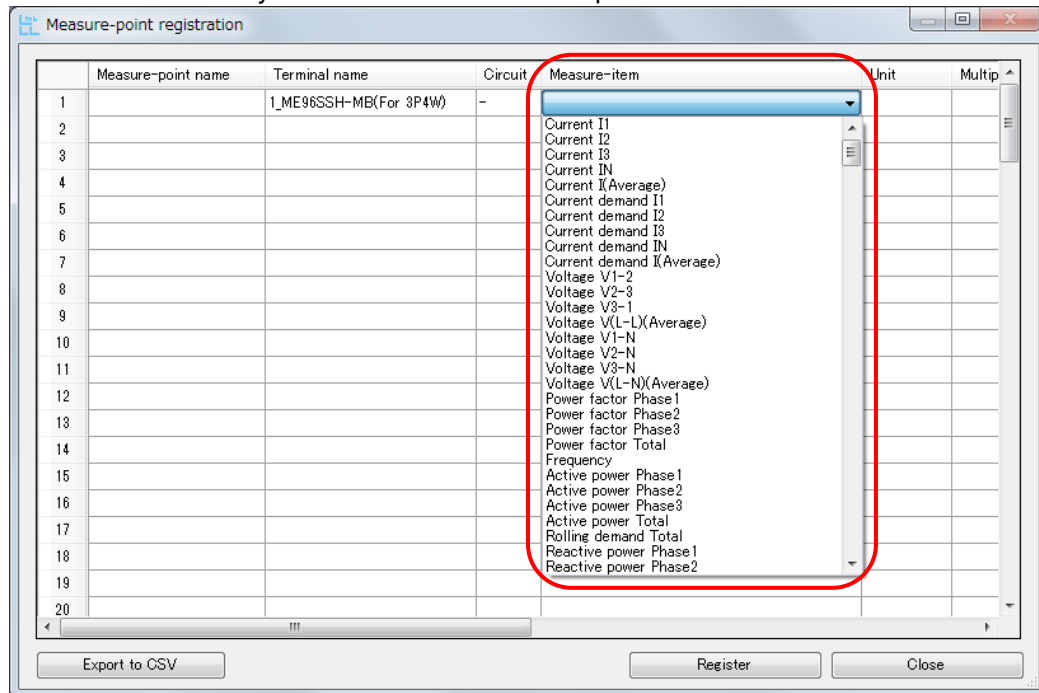 Measure-point registration
Measure-point name Terminal name Circuit Measure-item Unit Multip
1 1_ME96SSH-MB(For 3P4W) -
2 Current I1
Current I2
3 Current I3
Current IN
4 Current I(Average)
5 Current demand I1
Current demand I2
6 Current demand I3
Current demand IN
7 Current demand I(Average)
Voltage V1-2
8 Voltage V2-3
Voltage V3-1
9 Voltage V(L-L)(Average)
10 Voltage V1-N
Voltage V2-N
11 Voltage V3-N
Voltage V(L-N)(Average)
12 Power factor Phase1
13 Power factor Phase2
Power factor Phase3
14 Power factor Total
Frequency
15 Active power Phase1
Active power Phase2
16 Active power Phase3
17 Active power Total
Rolling demand Total
18 Reactive power Phase1
Reactive power Phase2
19
20
Export to CSV Register Close